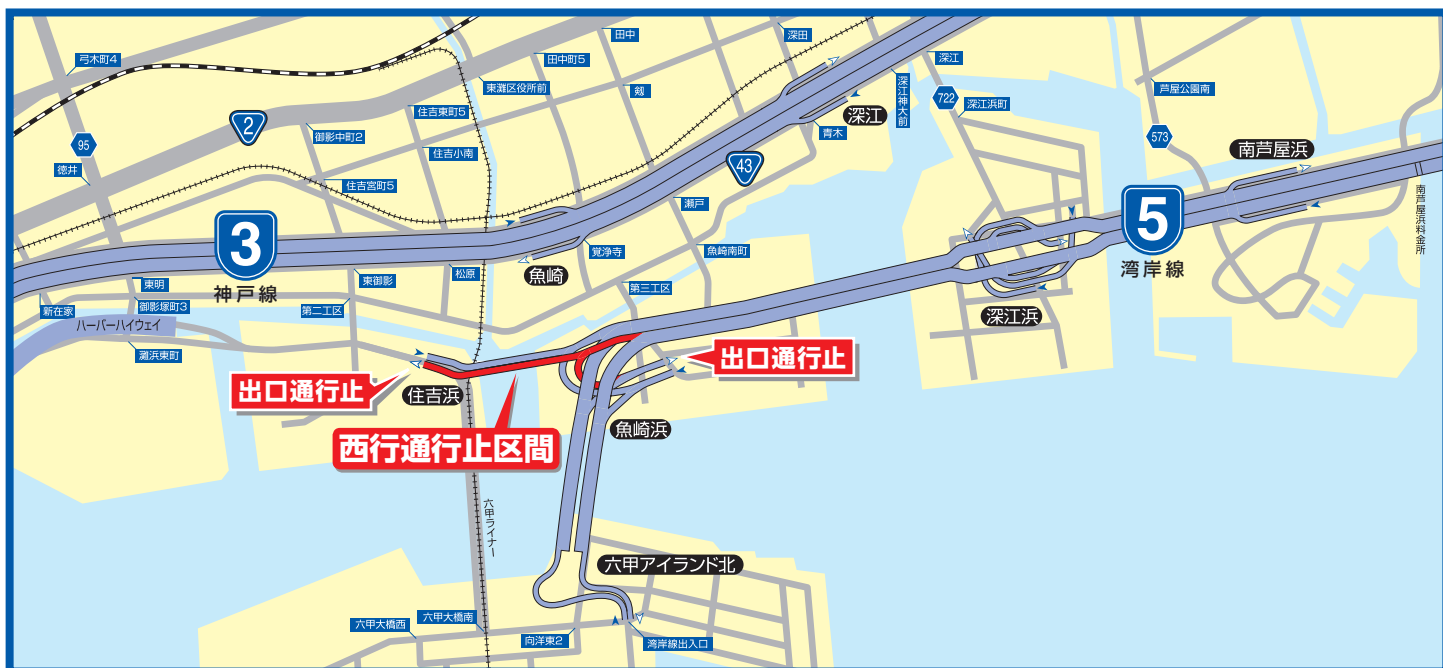 弓木町4
田中
深田
田中町5
東灘区役所前
剱
深江
深江神大前
722
深江浜町
芦屋公園南
2
御影中町2
住吉東町5
住吉小南
95
徳井
住吉宮町5
青木
深江
43
573
南芦屋浜
5
湾岸線
南芦屋浜料金所
瀬戸
魚崎南町
3
神戸線
覚浄寺
魚崎
東明
東御影
松原
第三工区
新在家
御影塚町3
第二工区
ハーバーハイウェイ
灘浜東町
深江浜
出口通行止
出口通行止
住吉浜
魚崎浜
西行通行止区間
六甲ライナー
六甲アイランド北
六甲大橋西
六甲大橋南
向洋東2
湾岸線出入口